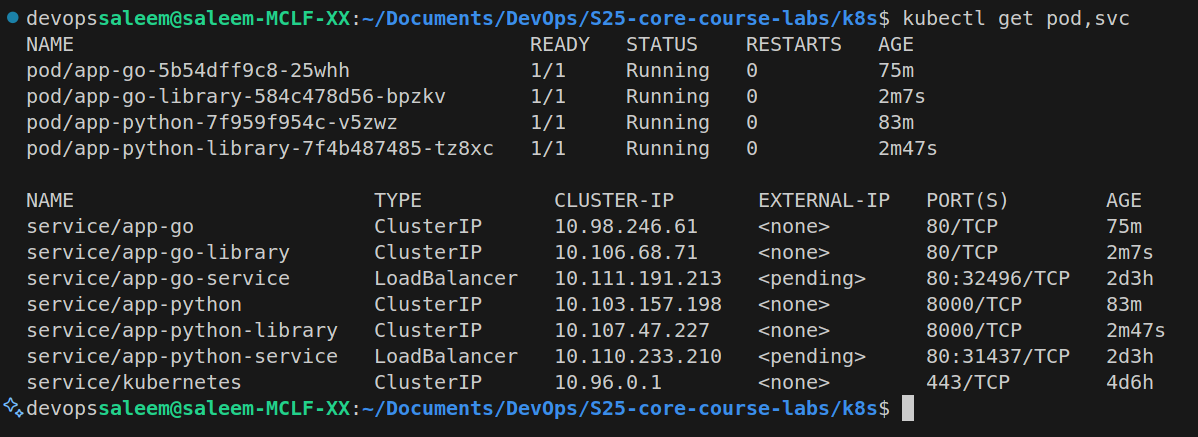 devopssaleem@saleem-MCLF-XX:~/Documents/DevOps/S25-core-course-labs/k8s$ kubectl get pod,svc
NAME READY STATUS RESTARTS AGE
pod/app-go-5b54dff9c8-25whh 1/1 Running 0 75m
pod/app-go-library-584c478d56-bpzkv 1/1 Running 0 2m7s
pod/app-python-7f959f954c-v5zwz 1/1 Running 0 83m
pod/app-python-library-7f4b487485-tz8xc 1/1 Running 0 2m47s
NAME TYPE CLUSTER-IP EXTERNAL-IP PORT(S) AGE
service/app-go ClusterIP 10.98.246.61 <none> 80/TCP 75m
service/app-go-library ClusterIP 10.106.68.71 <none> 80/TCP 2m7s
service/app-go-service LoadBalancer 10.111.191.213 <pending> 80:32496/TCP 2d3h
service/app-python ClusterIP 10.103.157.198 <none> 8000/TCP 83m
service/app-python-library ClusterIP 10.107.47.227 <none> 8000/TCP 2m47s
service/app-python-service LoadBalancer 10.110.233.210 <pending> 80:31437/TCP 2d3h
service/kubernetes ClusterIP 10.96.0.1 <none> 443/TCP 4d6h
devopssaleem@saleem-MCLF-XX:~/Documents/DevOps/S25-core-course-labs/k8s$